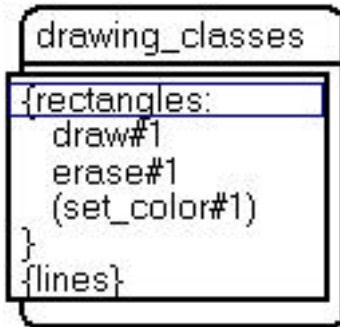 drawing_classes
{rectangles:
draw#1
erase#1
(set_color#1)
}
{lines}